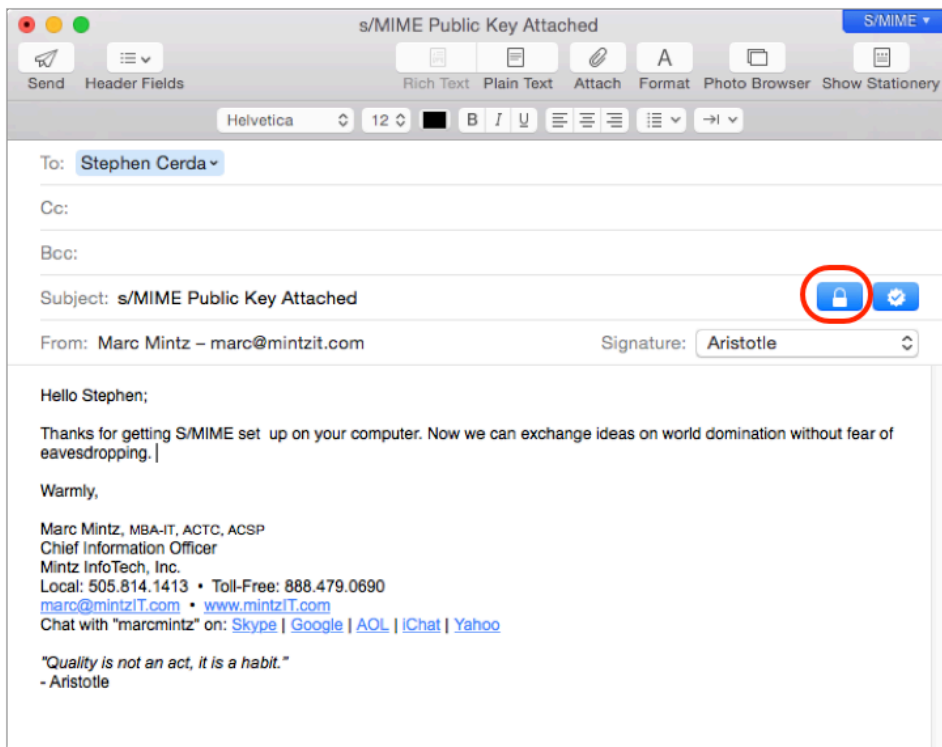 s/MIME Public Key Attached
S/MIME
Send Header Fields Rich Text Plain Text Attach Format Photo Browser Show Stationery
Helvetica 12 B I U
To: Stephen Cerda
Cc:
Bcc:
Subject: s/MIME Public Key Attached
From: Marc Mintz – marc@mintzit.com Signature: Aristotle
Hello Stephen;
Thanks for getting S/MIME set up on your computer. Now we can exchange ideas on world domination without fear of
eavesdropping.
Warmly,
Marc Mintz, MBA-IT, ACTC, ACSP
Chief Information Officer
Mintz InfoTech, Inc.
Local: 505.814.1413 • Toll-Free: 888.479.0690
marc@mintzIT.com • www.mintzIT.com
Chat with "marcmintz" on: Skype | Google | AOL | iChat | Yahoo
"Quality is not an act, it is a habit."
- Aristotle